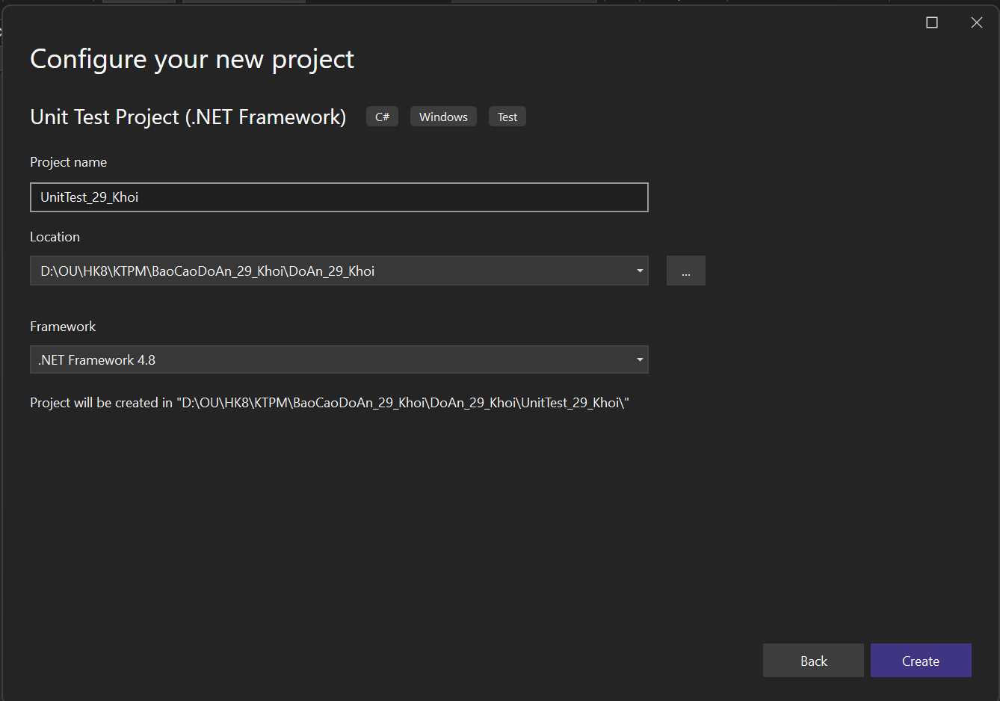 Configure your new project
Unit Test Project (.NET Framework) C# Windows Test
Project name
UnitTest_29_Khoi
Location
D:\OU\HK8\KTPM\BaoCaoDoAn_29_Khoi\DoAn_29_Khoi ...
Framework
.NET Framework 4.8
Project will be created in "D:\OU\HK8\KTPM\BaoCaoDoAn_29_Khoi\DoAn_29_Khoi\UnitTest_29_Khoi\"
Back Create